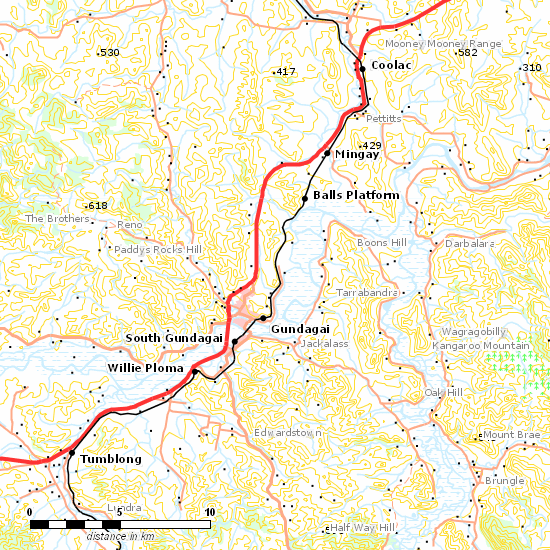 Mooney Mooney Range
530
582
Coolac
310
417
Pettitts
429
Mingay
Balls Platform
618
The Brothers
Reno
Paddys Rocks Hill
Boons Hill
Darbalara
Tarrabandra
Gundagai
Wagragobilly
South Gundagai
Jackalass
Kangaroo Mountain
Willie Ploma
Oak Hill
Edwardstown
Mount Brae
Tumblong
Brungle
Lundra
0 5 10
Half Way Hill
distance in km